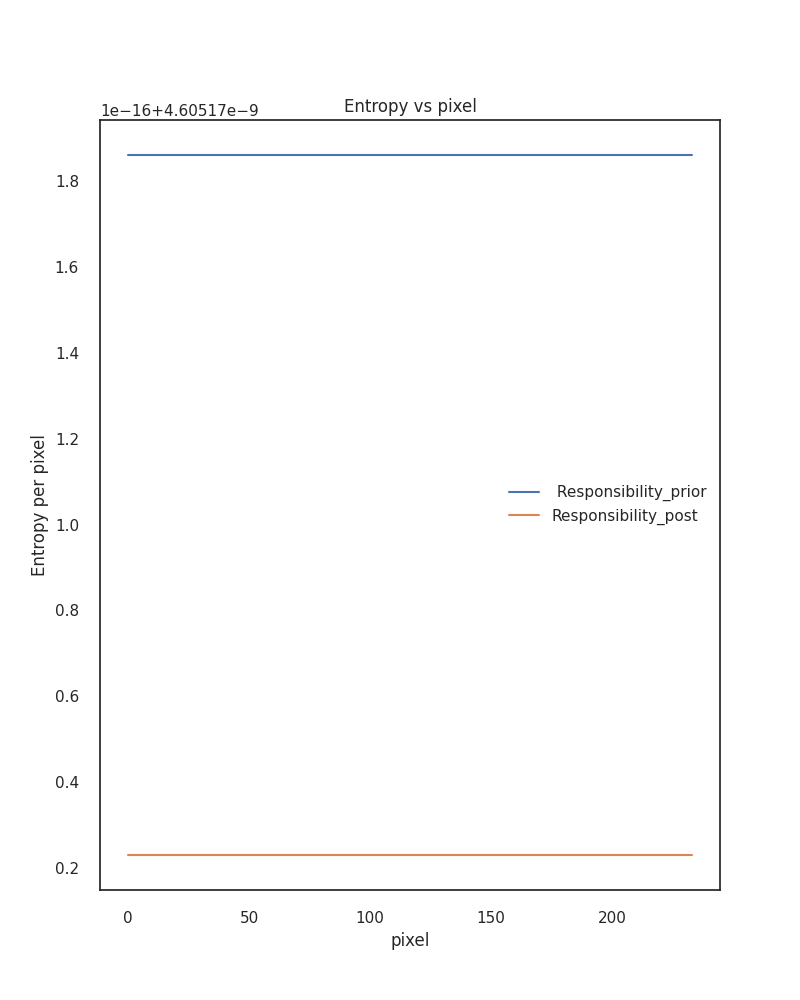 Entropy vs pixel
1e−16+4.60517e−9
1.8
1.6
1.4
1.2
1.0
0.8
0.6
0.4
0.2
Entropy per pixel
Responsibility_prior
Responsibility_post
0 50 100 150 200
pixel